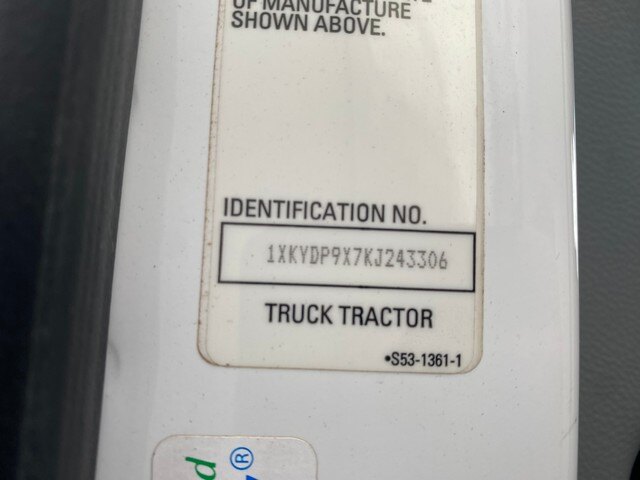 OF MANUFACTURE
SHOWN ABOVE.
IDENTIFICATION NO.
1XKYDP9X7KJ243306
TRUCK TRACTOR
•S53-1361-1
d
®